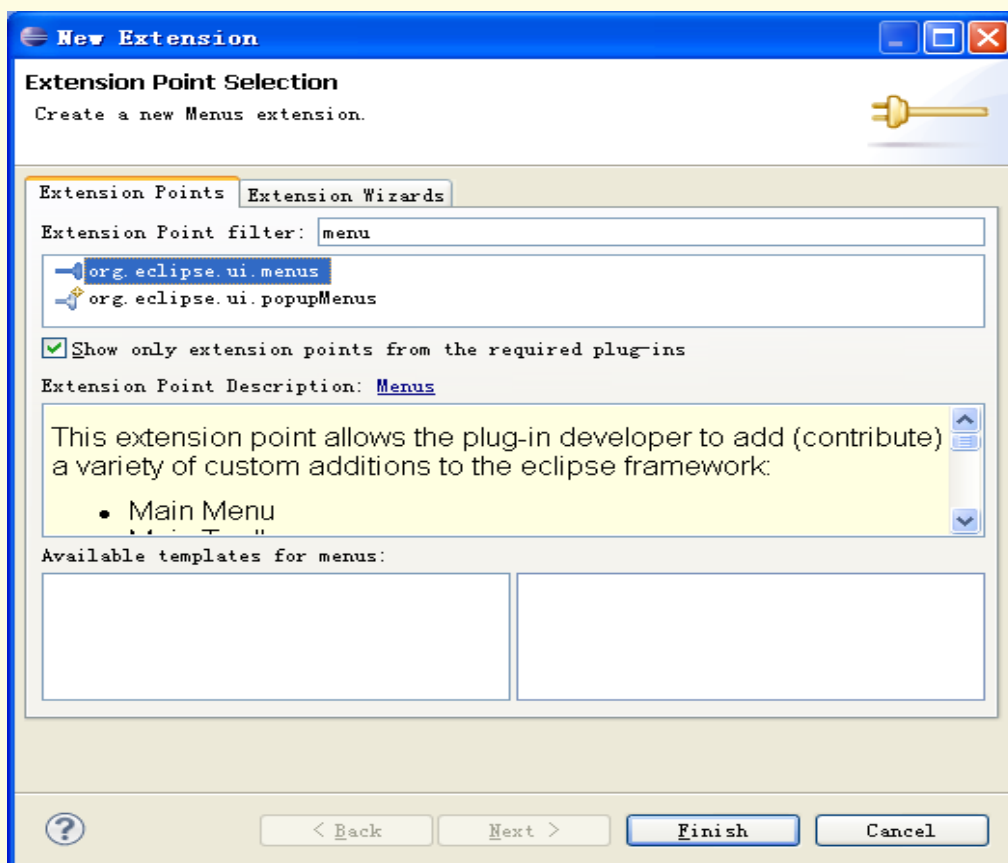 New Extension
Extension Point Selection
Create a new Menus extension.
Extension Points
Extension Wizards
Extension Point filter: menu
org.eclipse.ui.menus
org.eclipse.ui.popupMenus
Show only extension points from the required plug-ins
Extension Point Description: Menus
This extension point allows the plug-in developer to add (contribute)
a variety of custom additions to the eclipse framework:
• Main Menu
Available templates for menus:
?
< Back
Next >
Finish
Cancel